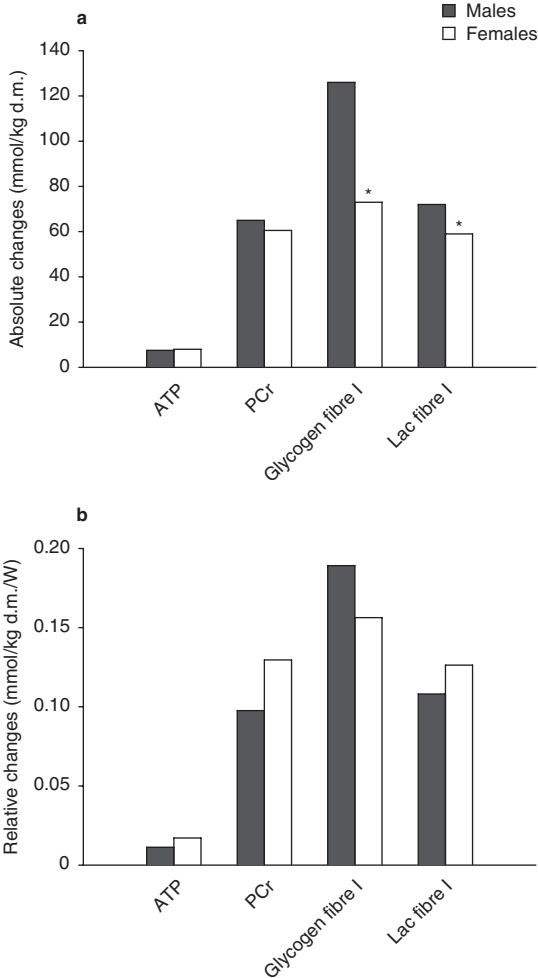 a
Males
Females
Absolute changes (mmol/kg d.m.)
140
120
100
80
60
40
20
0
*
*
ATP
PCr
Glycogen fibre I
Lac fibre I
b
Relative changes (mmol/kg d.m./W)
0.20
0.15
0.10
0.05
0
ATP
PCr
Glycogen fibre I
Lac fibre I